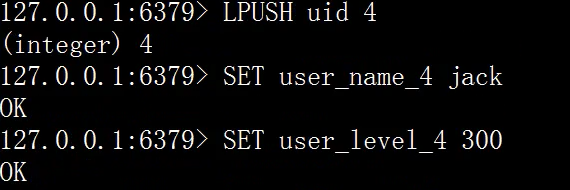 127.0.0.1:6379> LPUSH uid 4
(integer) 4
127.0.0.1:6379> SET user_name_4 jack
OK
127.0.0.1:6379> SET user_level_4 300
OK